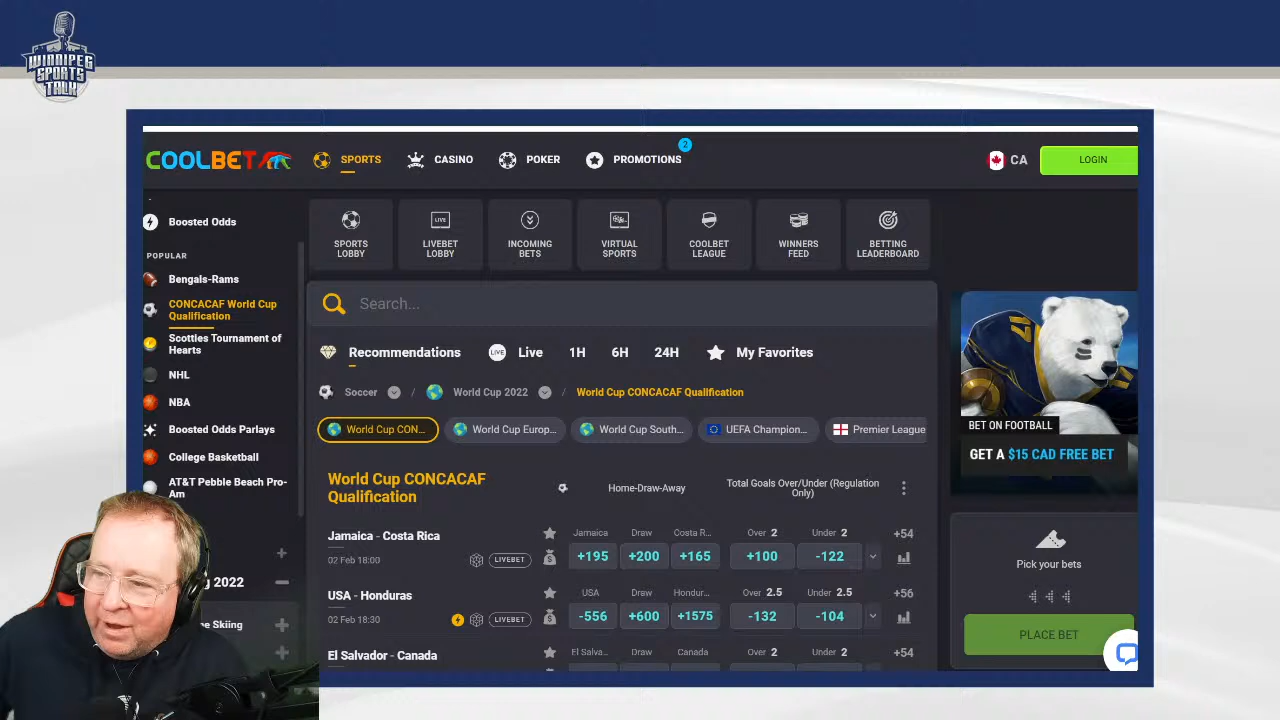 WINNIPEG
SPORTS
TALK
COOLBET
SPORTS
CASINO
POKER
PROMOTIONS
2
CA
LOGIN
Boosted Odds
POPULAR
Bengals-Rams
CONCACAF World Cup
Qualification
Scotties Tournament of
Hearts
NHL
NBA
Boosted Odds Parlays
College Basketball
AT&T Pebble Beach Pro-
Am
g 2022
ne Skiing
SPORTS
LOBBY
LIVE
LIVEBET
LOBBY
INCOMING
BETS
VIRTUAL
SPORTS
COOLBET
LEAGUE
WINNERS
FEED
BETTING
LEADERBOARD
Search...
Recommendations
LIVE
Live
1H
6H
24H
My Favorites
Soccer
/
World Cup 2022
/
World Cup CONCACAF Qualification
World Cup CON...
World Cup Europ...
World Cup South...
UEFA Champion...
Premier League
World Cup CONCACAF
Qualification
Home-Draw-Away
Total Goals Over/Under (Regulation
Only)
Jamaica - Costa Rica
Jamaica
Draw
Costa R...
Over 2
Under 2
+54
02 Feb 18:00
LIVEBET
+195
+200
+165
+100
-122
USA - Honduras
USA
Draw
Hondur...
Over 2.5
Under 2.5
+56
02 Feb 18:30
LIVEBET
-556
+600
+1575
-132
-104
El Salvador - Canada
El Salva...
Draw
Canada
Over 2
Under 2
+54
BET ON FOOTBALL
GET A $15 CAD FREE BET
Pick your bets
PLACE BET